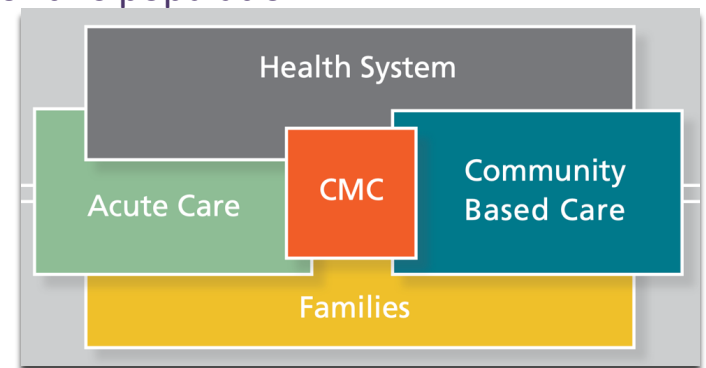 Health System
Acute Care
CMC
Community
Based Care
Families